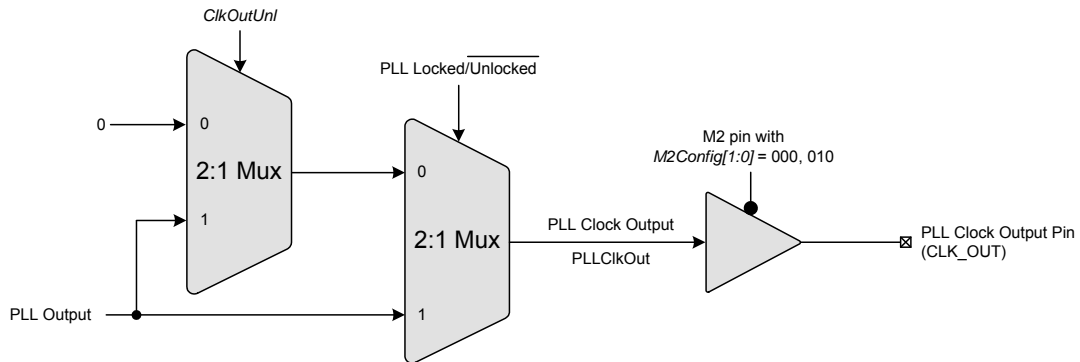 ClkOutUnl
PLL Locked/Unlocked
0
0
2:1 Mux
1
M2 pin with
M2Config[1:0] = 000, 010
0
2:1 Mux
1
PLL Clock Output
PLLClkOut
PLL Clock Output Pin
(CLK_OUT)
PLL Output